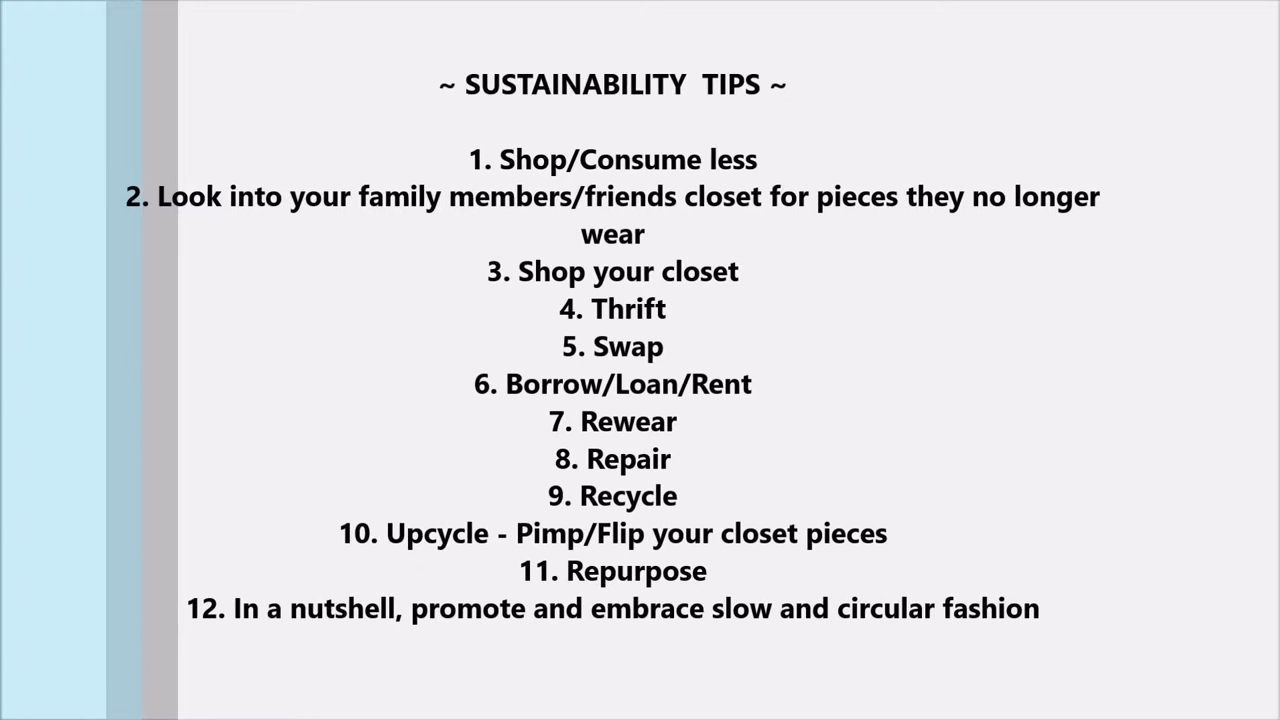 ~ SUSTAINABILITY TIPS ~
1. Shop/Consume less
2. Look into your family members/friends closet for pieces they no longer
wear
3. Shop your closet
4. Thrift
5. Swap
6. Borrow/Loan/Rent
7. Rewear
8. Repair
9. Recycle
10. Upcycle - Pimp/Flip your closet pieces
11. Repurpose
12. In a nutshell, promote and embrace slow and circular fashion